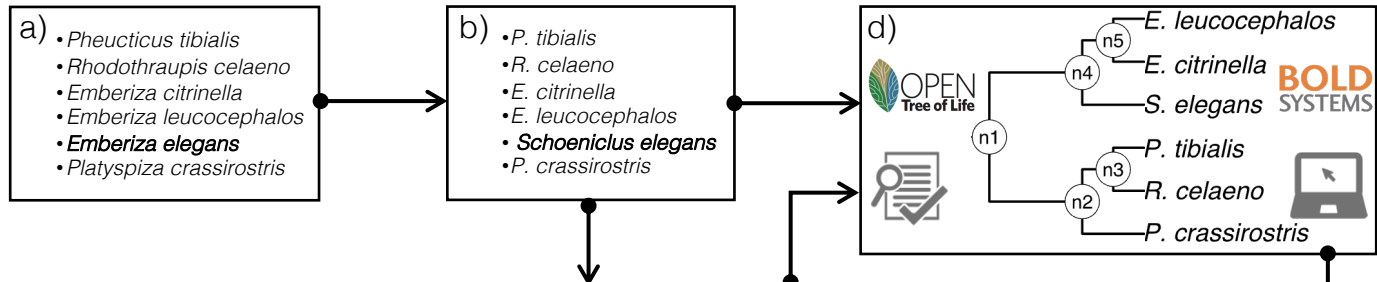 a)
• Pheucticus tibialis
• Rhodothraupis celaeno
• Emberiza citrinella
• Emberiza leucocephalos
• Emberiza elegans
• Platyspiza crassirostris
b)
• P. tibialis
• R. celaeno
• E. citrinella
• E. leucocephalos
• Schoeniclus elegans
• P. crassirostris
d)
OPEN
Tree of Life
BOLD
SYSTEMS
n1
n4
n5
E. leucocephalos
E. citrinella
S. elegans
n2
n3
P. tibialis
R. celaeno
P. crassirostris